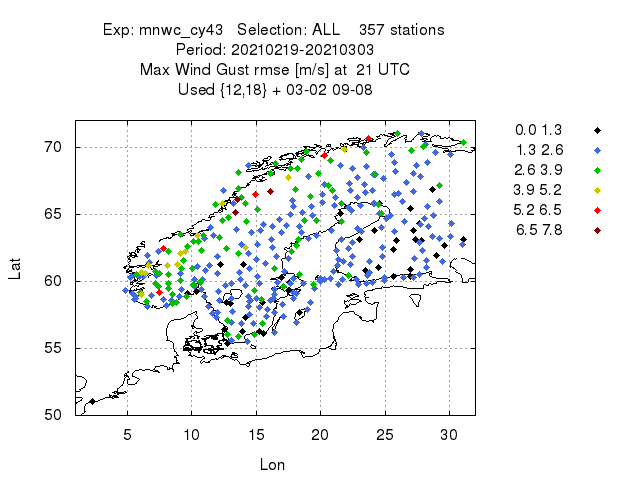 Exp: mnwc_cy43   Selection: ALL    357 stations
Period: 20210219-20210303
Max Wind Gust rmse [m/s] at  21 UTC
Used {12,18} + 03-02 09-08
70
65
60
55
50
Lat
5
10
15
20
25
30
Lon
0.0 1.3
1.3 2.6
2.6 3.9
3.9 5.2
5.2 6.5
6.5 7.8